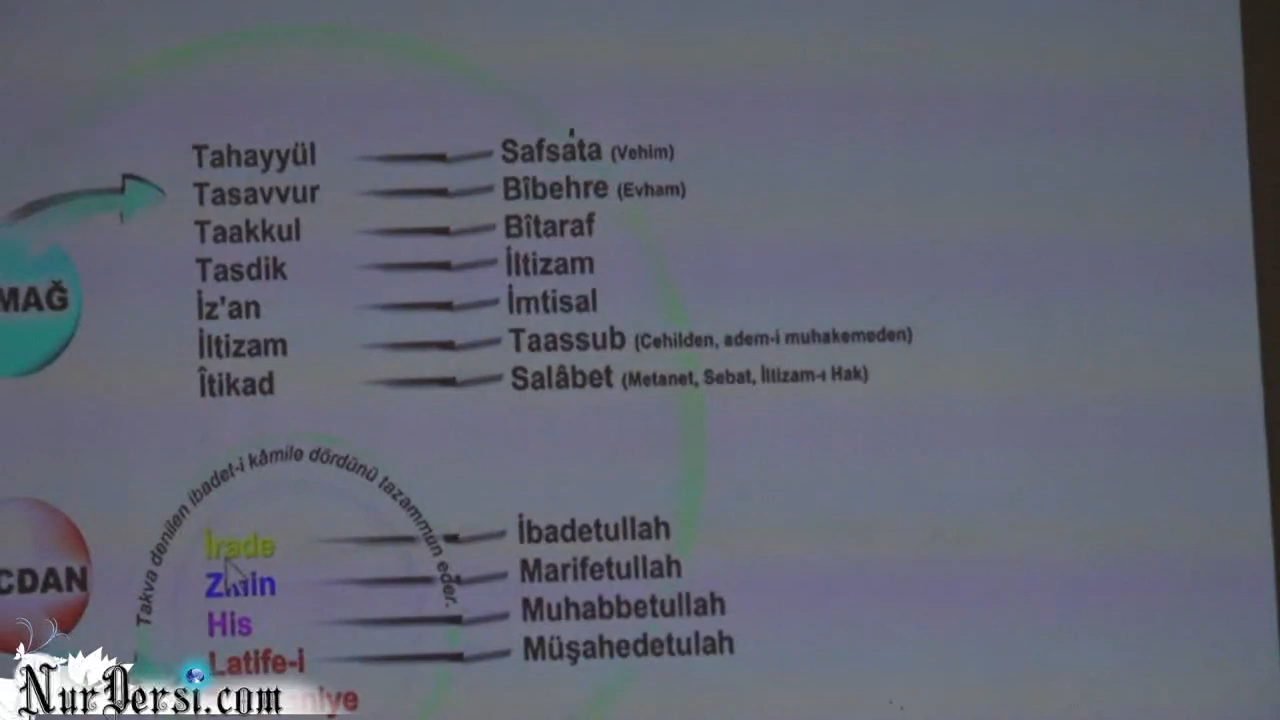 Tahayyül Safsata (Vehim)
Tasavvur Bîbehre (Evham)
Taakkul Bîtaraf
Tasdik İltizam
MAĞ
İz'an İmtisal
İltizam Taassub (Cehilden, adem-i muhakemeden)
Îtikad Salâbet (Metanet, Sebat, İltizam-ı Hak)
Takva denilen ibadet-i kâmile dördünü tazammun eder.
İrade İbadetullah
CDAN
Zihin Marifetullah
His Muhabbetullah
Latife-i Müşahedetulah
NurDersi.com
aniye